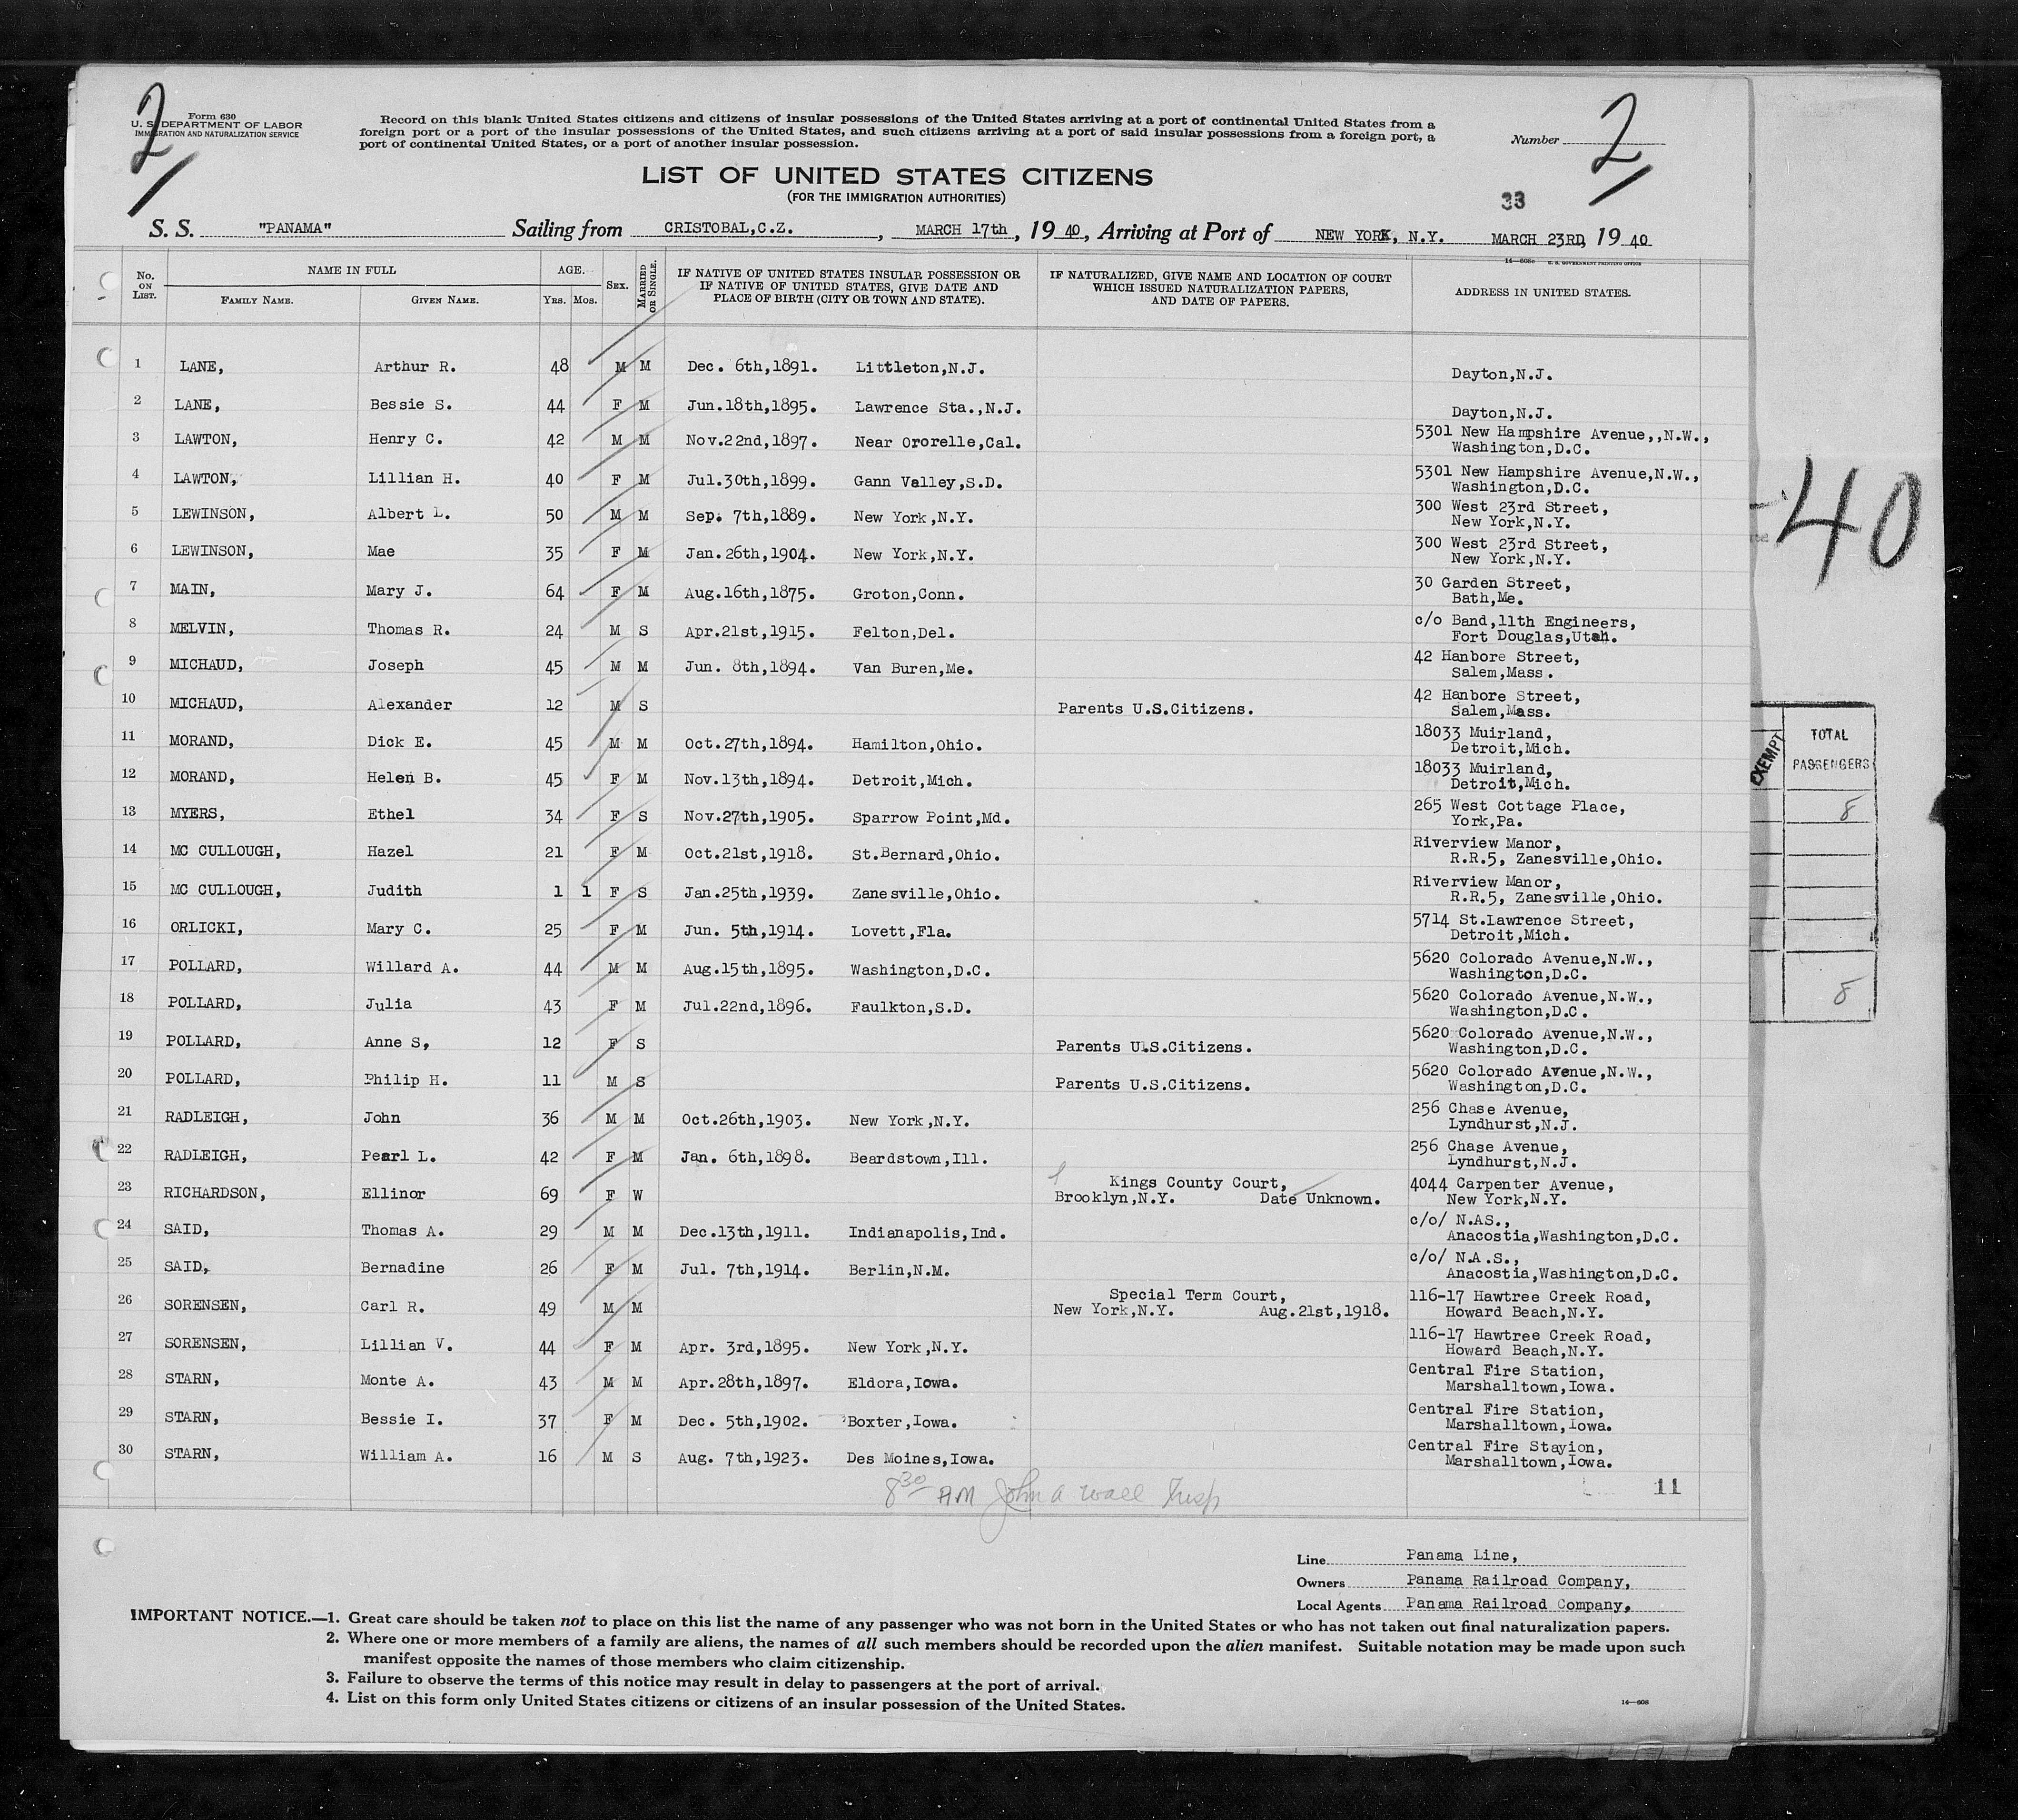 2
Form 630
U. S. DEPARTMENT OF LABOR
IMMIGRATION AND NATURALIZATION SERVICE
Record on this blank United States citizens and citizens of insular possessions of the United States arriving at a port of continental United States from a
foreign port or a port of the insular possessions of the United States, and such citizens arriving at a port of said insular possessions from a foreign port, a
port of continental United States, or a port of another insular possession.
Number
2
LIST OF UNITED STATES CITIZENS
(FOR THE IMMIGRATION AUTHORITIES)
33
S. S. "PANAMA" Sailing from CRISTOBAL,C.Z. , MARCH 17th , 19 40, Arriving at Port of NEW YORK, N.Y. MARCH 23RD, 19 40
14—608c U. S. GOVERNMENT PRINTING OFFICE
No. ON LIST. NAME IN FULL FAMILY NAME. GIVEN NAME. AGE. YRS. MOS. SEX. MARRIED OR SINGLE. IF NATIVE OF UNITED STATES INSULAR POSSESSION OR IF NATIVE OF UNITED STATES, GIVE DATE AND PLACE OF BIRTH (CITY OR TOWN AND STATE). IF NATURALIZED, GIVE NAME AND LOCATION OF COURT WHICH ISSUED NATURALIZATION PAPERS, AND DATE OF PAPERS. ADDRESS IN UNITED STATES.
1 LANE, Arthur R. 48 M M Dec. 6th,1891. Littleton,N.J. Dayton,N.J.
2 LANE, Bessie S. 44 F M Jun.18th,1895. Lawrence Sta.,N.J. Dayton,N.J.
3 LAWTON, Henry C. 42 M M Nov.22nd,1897. Near Ororelle,Cal. 5301 New Hampshire Avenue,,N.W.,
Washington,D.C.
4 LAWTON, Lillian H. 40 F M Jul.30th,1899. Gann Valley,S.D. 5301 New Hampshire Avenue,N.W.,
Washington,D.C.
5 LEWINSON, Albert L. 50 M M Sep. 7th,1889. New York,N.Y. 300 West 23rd Street,
New York,N.Y.
6 LEWINSON, Mae 35 F M Jan.26th,1904. New York,N.Y. 300 West 23rd Street,
New York,N.Y.
7 MAIN, Mary J. 64 F M Aug.16th,1875. Groton,Conn. 30 Garden Street,
Bath,Me.
8 MELVIN, Thomas R. 24 M S Apr.21st,1915. Felton,Del. c/o Band,11th Engineers,
Fort Douglas,Utah.
9 MICHAUD, Joseph 45 M M Jun. 8th,1894. Van Buren,Me. 42 Hanbore Street,
Salem,Mass.
10 MICHAUD, Alexander 12 M S Parents U.S.Citizens. 42 Hanbore Street,
Salem,Mass.
11 MORAND, Dick E. 45 M M Oct.27th,1894. Hamilton,Ohio. 18033 Muirland,
Detroit,Mich.
12 MORAND, Helen B. 45 F M Nov.13th,1894. Detroit,Mich. 18033 Muirland,
Detroit,Mich.
13 MYERS, Ethel 34 F S Nov.27th,1905. Sparrow Point,Md. 265 West Cottage Place,
York,Pa.
14 MC CULLOUGH, Hazel 21 F M Oct.21st,1918. St.Bernard,Ohio. Riverview Manor,
R.R.5, Zanesville,Ohio.
15 MC CULLOUGH, Judith 1 1 F S Jan.25th,1939. Zanesville,Ohio. Riverview Manor,
R.R.5, Zanesville,Ohio.
16 ORLICKI, Mary C. 25 F M Jun. 5th,1914. Lovett,Fla. 5714 St.Lawrence Street,
Detroit,Mich.
17 POLLARD, Willard A. 44 M M Aug.15th,1895. Washington,D.C. 5620 Colorado Avenue,N.W.,
Washington,D.C.
18 POLLARD, Julia 43 F M Jul.22nd,1896. Faulkton,S.D. 5620 Colorado Avenue,N.W.,
Washington,D.C.
19 POLLARD, Anne S, 12 F S Parents U.S.Citizens. 5620 Colorado Avenue,N.W.,
Washington,D.C.
20 POLLARD, Philip H. 11 M S Parents U.S.Citizens. 5620 Colorado Avenue,N.W.,
Washington,D.C.
21 RADLEIGH, John 36 M M Oct.26th,1903. New York,N.Y. 256 Chase Avenue,
Lyndhurst,N.J.
22 RADLEIGH, Pearl L. 42 F M Jan. 6th,1898. Beardstown,Ill. 256 Chase Avenue,
Lyndhurst,N.J.
23 RICHARDSON, Ellinor 69 F W Kings County Court, 4044 Carpenter Avenue,
Brooklyn,N.Y. Date Unknown. New York,N.Y.
24 SAID, Thomas A. 29 M M Dec.13th,1911. Indianapolis,Ind. c/o/ N.AS.,
Anacostia,Washington,D.C.
25 SAID, Bernadine 26 F M Jul. 7th,1914. Berlin,N.M. c/o/ N.A.S.,
Anacostia,Washington,D.C.
26 SORENSEN, Carl R. 49 M M Special Term Court, 116-17 Hawtree Creek Road,
New York,N.Y. Aug.21st,1918. Howard Beach,N.Y.
27 SORENSEN, Lillian V. 44 F M Apr. 3rd,1895. New York,N.Y. 116-17 Hawtree Creek Road,
Howard Beach,N.Y.
28 STARN, Monte A. 43 M M Apr.28th,1897. Eldora,Iowa. Central Fire Station,
Marshalltown,Iowa.
29 STARN, Bessie I. 37 F M Dec. 5th,1902. Boxter,Iowa. Central Fire Station,
Marshalltown,Iowa.
30 STARN, William A. 16 M S Aug. 7th,1923. Des Moines,Iowa. Central Fire Stayion,
Marshalltown,Iowa.
8 30 AM John A Wall Insp
11
-40
EXEMPT
TOTAL
PASSENGERS
8
8
Line Panama Line,
Owners Panama Railroad Company,
Local Agents Panama Railroad Company,
IMPORTANT NOTICE.—1. Great care should be taken not to place on this list the name of any passenger who was not born in the United States or who has not taken out final naturalization papers.
2. Where one or more members of a family are aliens, the names of all such members should be recorded upon the alien manifest. Suitable notation may be made upon such
manifest opposite the names of those members who claim citizenship.
3. Failure to observe the terms of this notice may result in delay to passengers at the port of arrival.
4. List on this form only United States citizens or citizens of an insular possession of the United States.
14—608